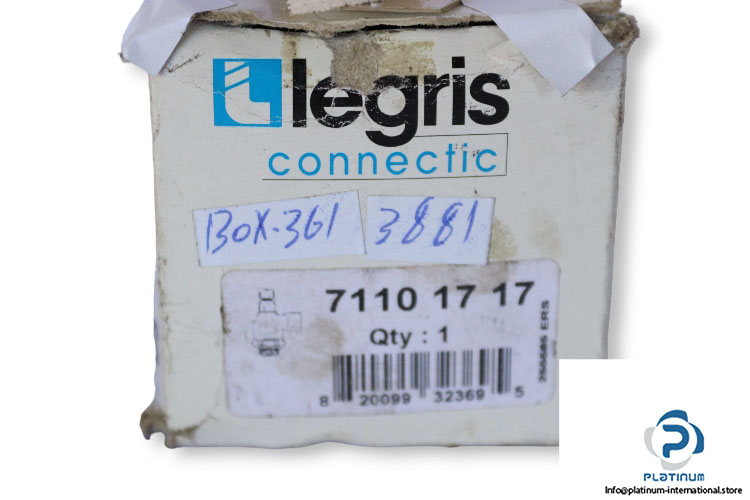 legris
connectic
BOX-361 3881
7110 17 17
Qty : 1
8 20099 32369 5
PLATINUM
Info@platinum-international.store